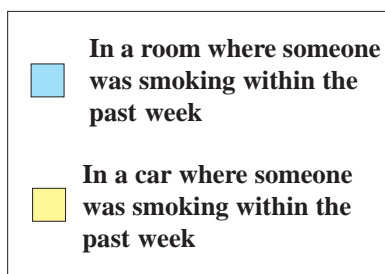 In a room where someone
was smoking within the
past week
In a car where someone
was smoking within the
past week